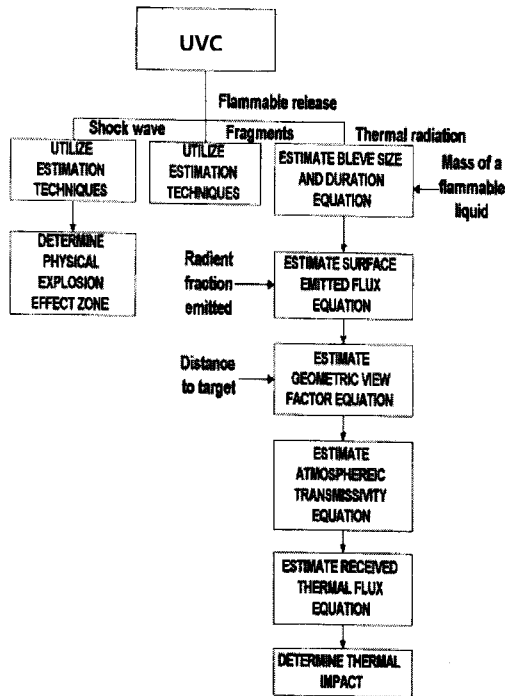 UVC
Flammable release
Shock wave
Fragments
Thermal radiation
UTILIZE
ESTIMATION
TECHNIQUES
UTILIZE
ESTIMATION
TECHNIQUES
ESTIMATE BLEVE SIZE
AND DURATION
EQUATION
Mass of a
flammable
liquid
DETERMINE
PHYSICAL
EXPLOSION
EFFECT ZONE
Radient
fraction
emitted
ESTIMATE SURFACE
EMITTED FLUX
EQUATION
Distance
to target
ESTIMATE
GEOMETRIC VIEW
FACTOR EQUATION
ESTIMATE
ATMOSPHEREIC
TRANSMISSIVITY
EQUATION
ESTIMATE RECEIVED
THERMAL FLUX
EQUATION
DETERMINE THERMAL
IMPACT